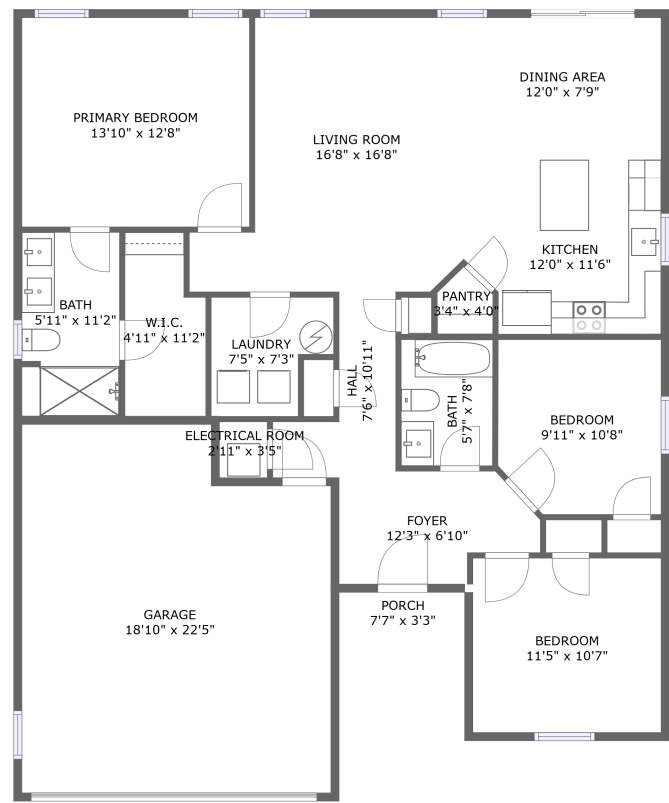 DINING AREA
12'0" x 7'9"
PRIMARY BEDROOM
13'10" x 12'8"
LIVING ROOM
16'8" x 16'8"
KITCHEN
12'0" x 11'6"
BATH
5'11" x 11'2"
W.I.C.
4'11" x 11'2"
PANTRY
3'4" x 4'0"
LAUNDRY
7'5" x 7'3"
HALL
7'6" x 10'11"
BATH
5'7" x 7'8"
BEDROOM
9'11" x 10'8"
ELECTRICAL ROOM
2'11" x 3'5"
FOYER
12'3" x 6'10"
PORCH
7'7" x 3'3"
GARAGE
18'10" x 22'5"
BEDROOM
11'5" x 10'7"